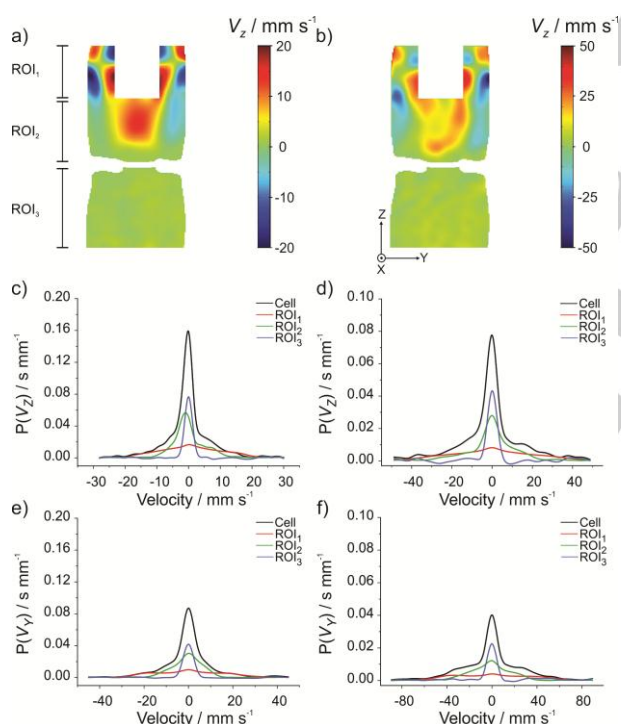 a)
V_z / mm s⁻¹
b)
V_z / mm s⁻¹
ROI₁
ROI₂
ROI₃
20
10
0
-10
-20
50
25
0
-25
-50
Z
X
Y
c)
P(V_Z) / s mm⁻¹
0.20
0.16
0.12
0.08
0.04
0.00
-30 -20 -10 0 10 20 30
Velocity / mm s⁻¹
Cell
ROI₁
ROI₂
ROI₃
d)
P(V_Z) / s mm⁻¹
0.10
0.08
0.06
0.04
0.02
0.00
-40 -20 0 20 40
Velocity / mm s⁻¹
Cell
ROI₁
ROI₂
ROI₃
e)
P(V_Y) / s mm⁻¹
0.20
0.16
0.12
0.08
0.04
0.00
-40 -20 0 20 40
Velocity / mm s⁻¹
Cell
ROI₁
ROI₂
ROI₃
f)
P(V_Y) / s mm⁻¹
0.10
0.08
0.06
0.04
0.02
0.00
-80 -40 0 40 80
Velocity / mm s⁻¹
Cell
ROI₁
ROI₂
ROI₃